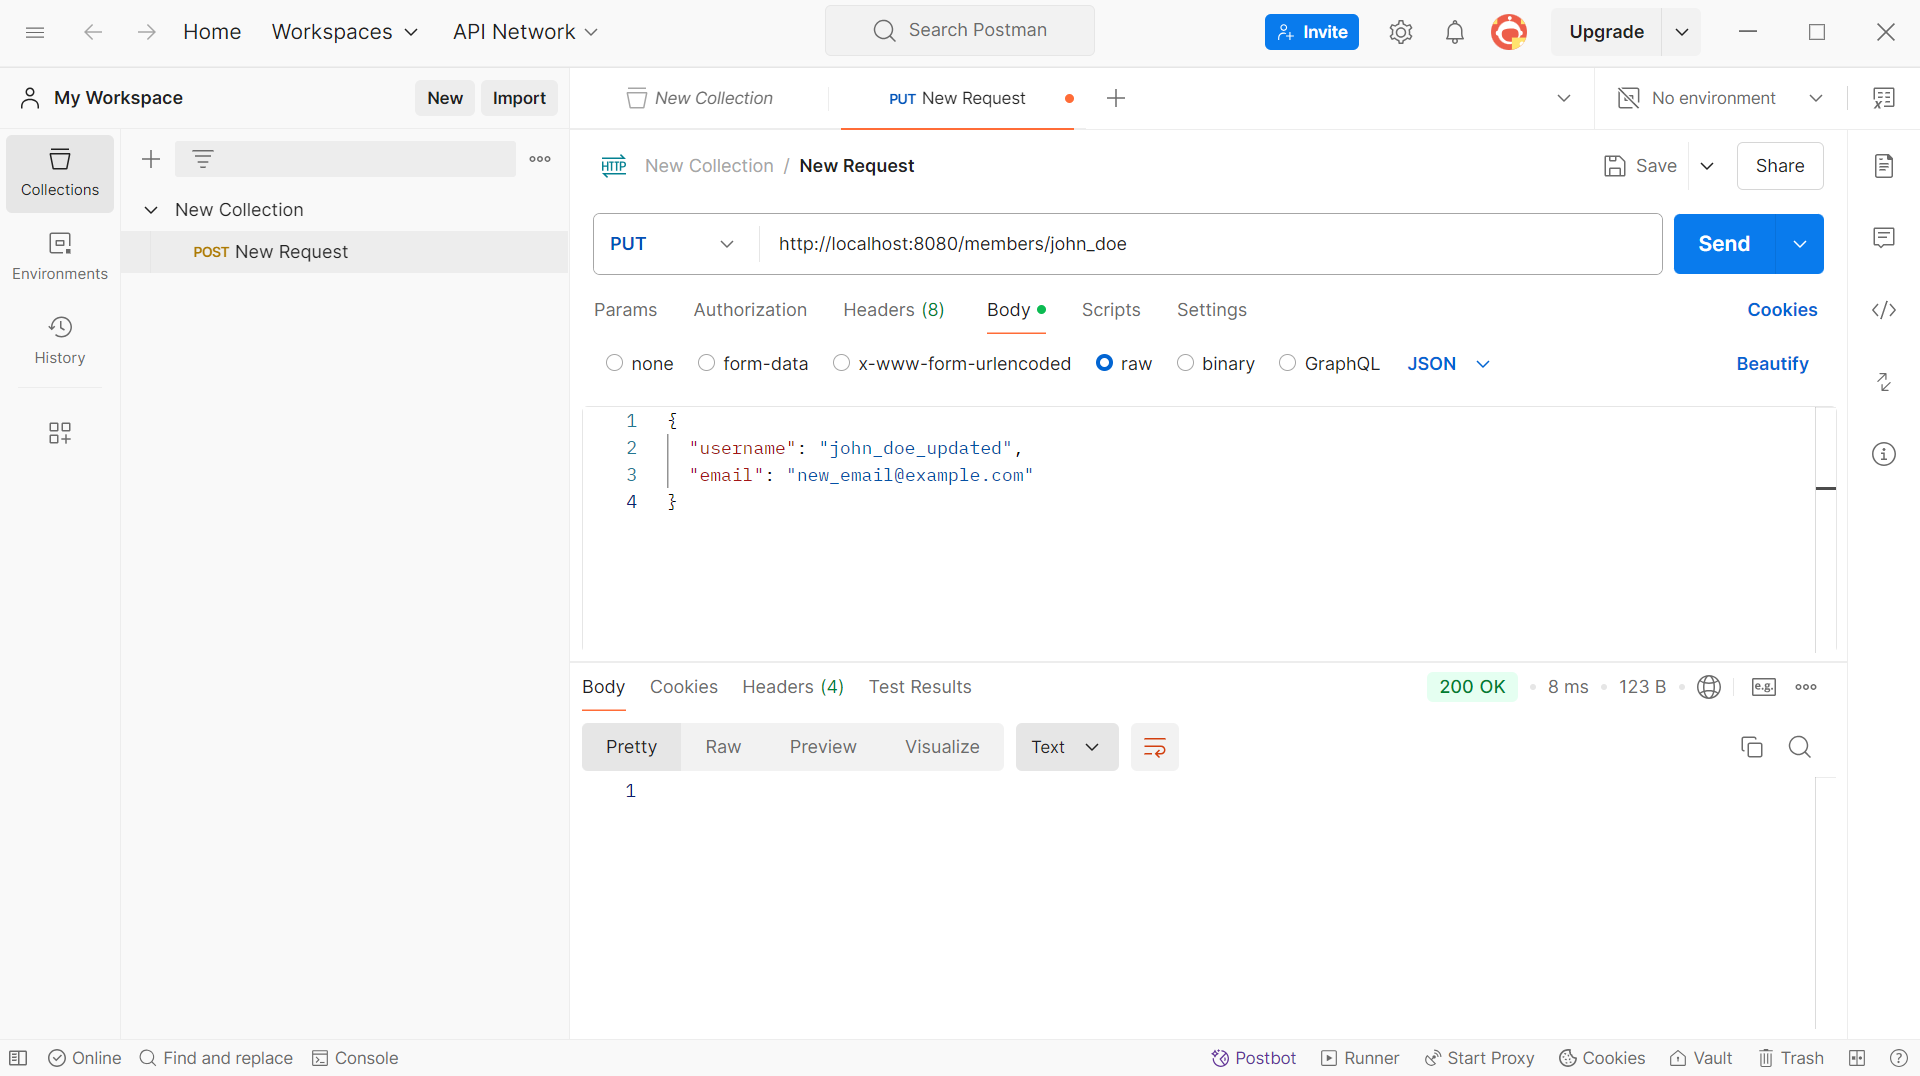 Home Workspaces API Network Search Postman Invite Upgrade
My Workspace New Import New Collection PUT New Request No environment
Collections
Environments
History
New Collection
POST New Request
HTTP New Collection / New Request Save Share
PUT http://localhost:8080/members/john_doe Send
Params Authorization Headers (8) Body Scripts Settings Cookies
none form-data x-www-form-urlencoded raw binary GraphQL JSON Beautify
1 {
2 "username": "john_doe_updated",
3 "email": "new_email@example.com"
4 }
Body Cookies Headers (4) Test Results 200 OK 8 ms 123 B e.g.
Pretty Raw Preview Visualize Text
1
Online Find and replace Console Postbot Runner Start Proxy Cookies Vault Trash